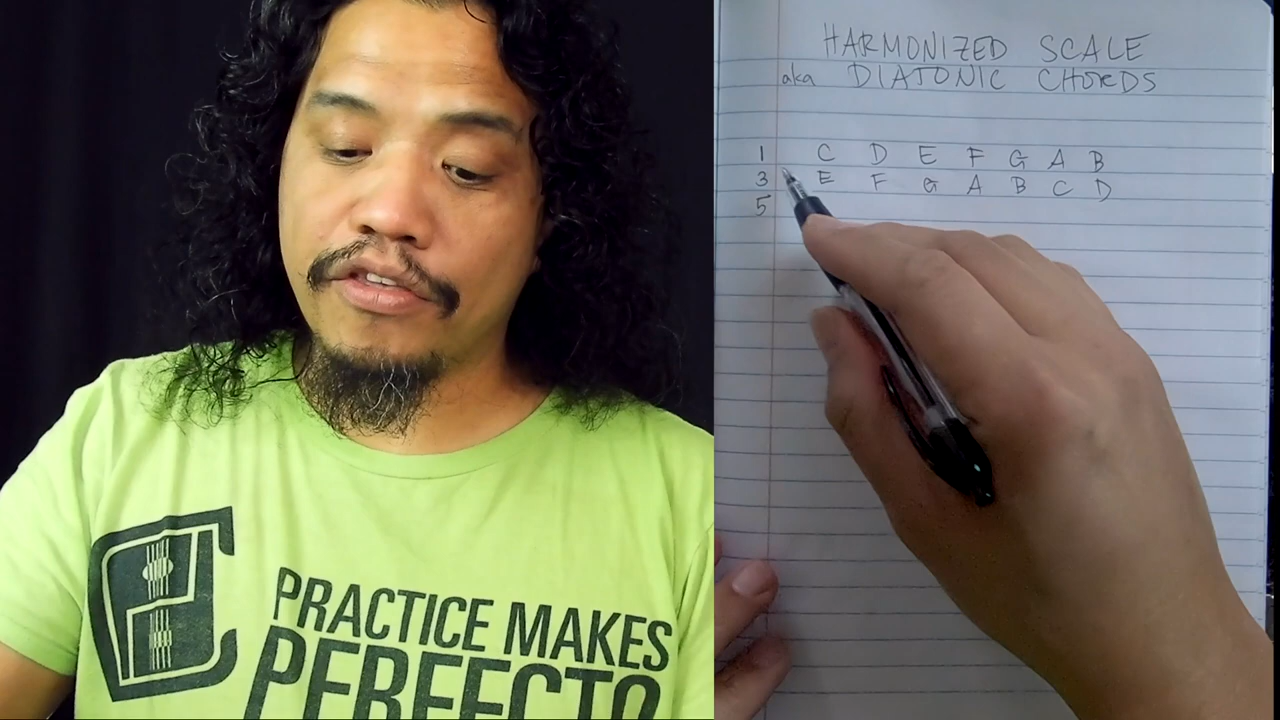 PRACTICE MAKES
PERFECTO
HARMONIZED SCALE
aka DIATONIC CHORDS
1 C D E F G A B
3 E F G A B C D
5